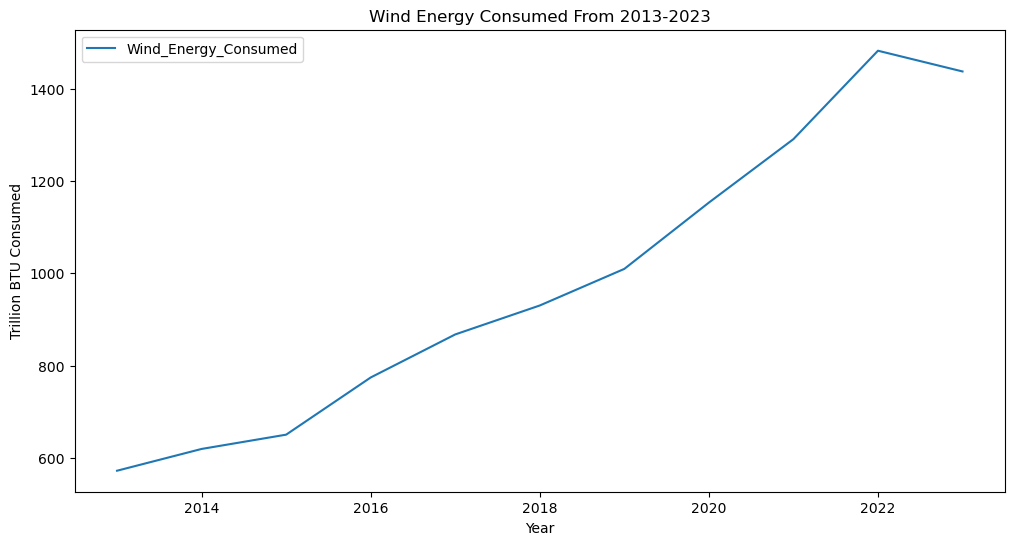 Wind Energy Consumed From 2013-2023
Wind_Energy_Consumed
Trillion BTU Consumed
1400
1200
1000
800
600
2014 2016 2018 2020 2022
Year